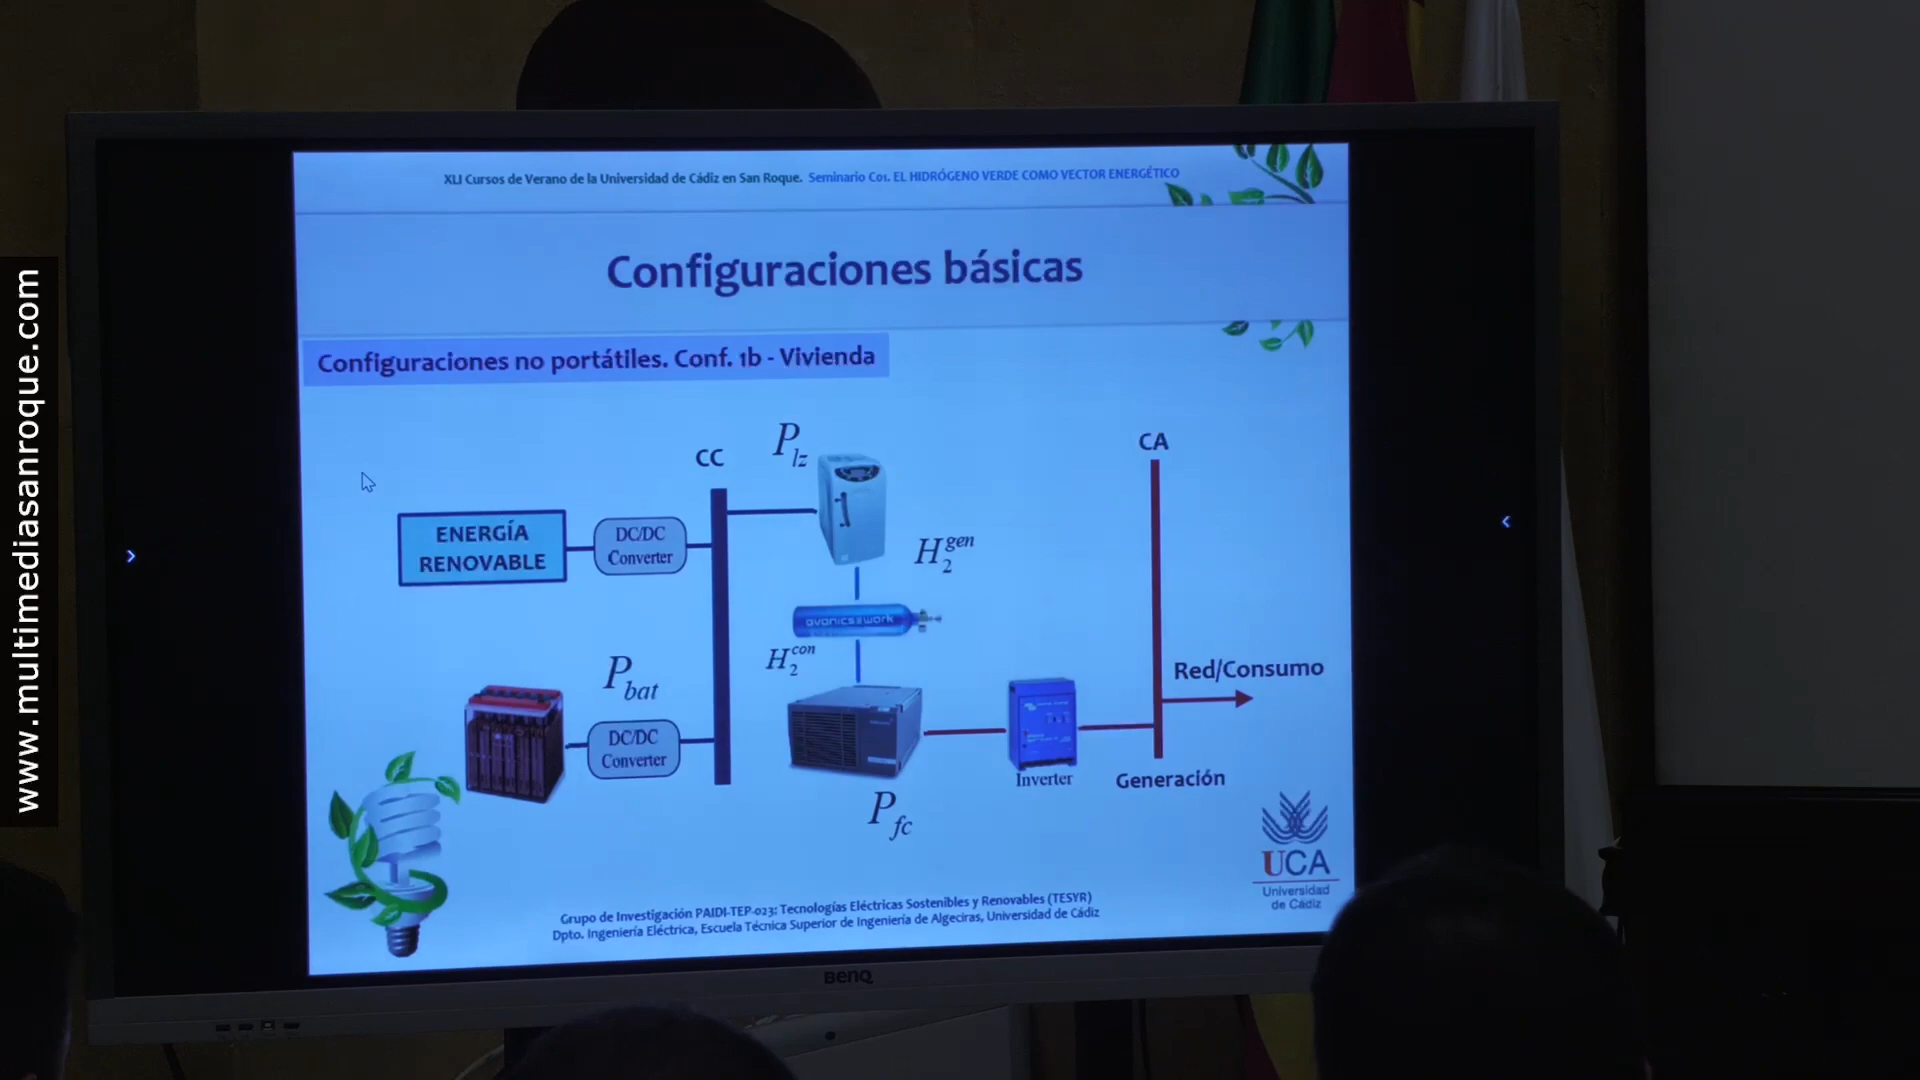 www.multimediasanroque.com
XLI Cursos de Verano de la Universidad de Cádiz en San Roque. Seminario C01. EL HIDRÓGENO VERDE COMO VECTOR ENERGÉTICO
Configuraciones básicas
Configuraciones no portátiles. Conf. 1b - Vivienda
CC
P_lz
CA
ENERGÍA
RENOVABLE
DC/DC
Converter
H_2^gen
H_2^con
P_bat
DC/DC
Converter
Red/Consumo
Inverter
Generación
P_fc
UCA
Universidad
de Cádiz
Grupo de Investigación PAIDI-TEP-023: Tecnologías Eléctricas Sostenibles y Renovables (TESYR)
Dpto. Ingeniería Eléctrica, Escuela Técnica Superior de Ingeniería de Algeciras, Universidad de Cádiz
BenQ